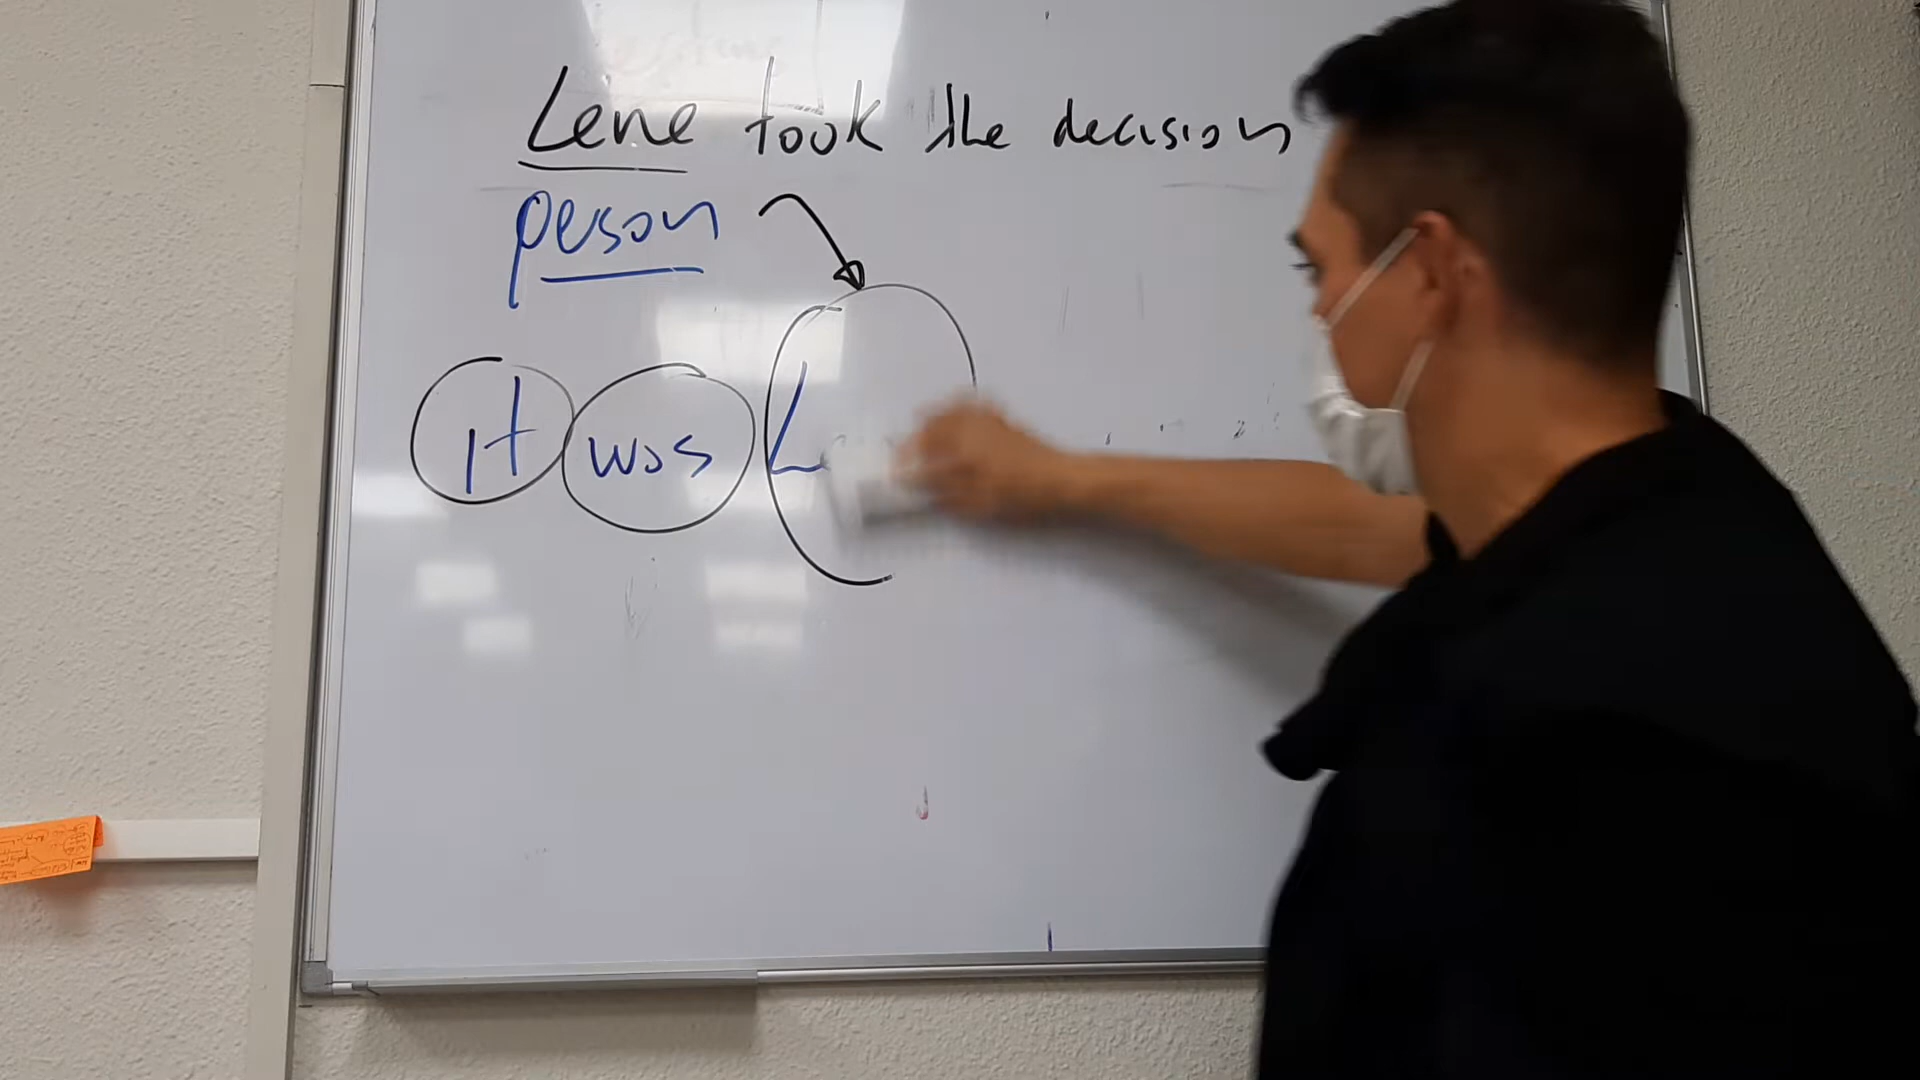 Lene took the decision
person
it was